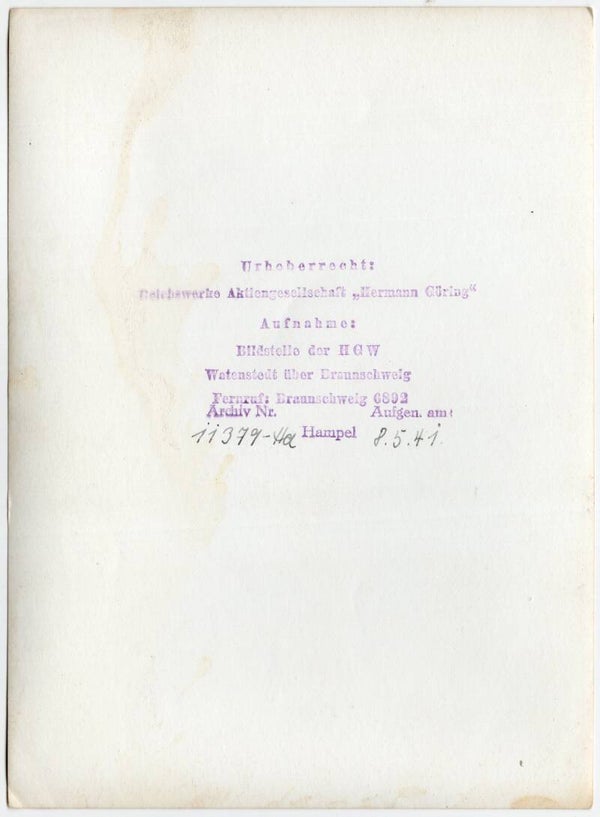 Urheberrecht:
Reichswerke Aktiengesellschaft „Hermann Göring“
Aufnahme:
Bildstelle der HGW
Watenstedt über Braunschweig
Fernruf: Braunschweig 6892
Archiv Nr. Aufgen. am:
11379-Ha Hampel 8.5.41.